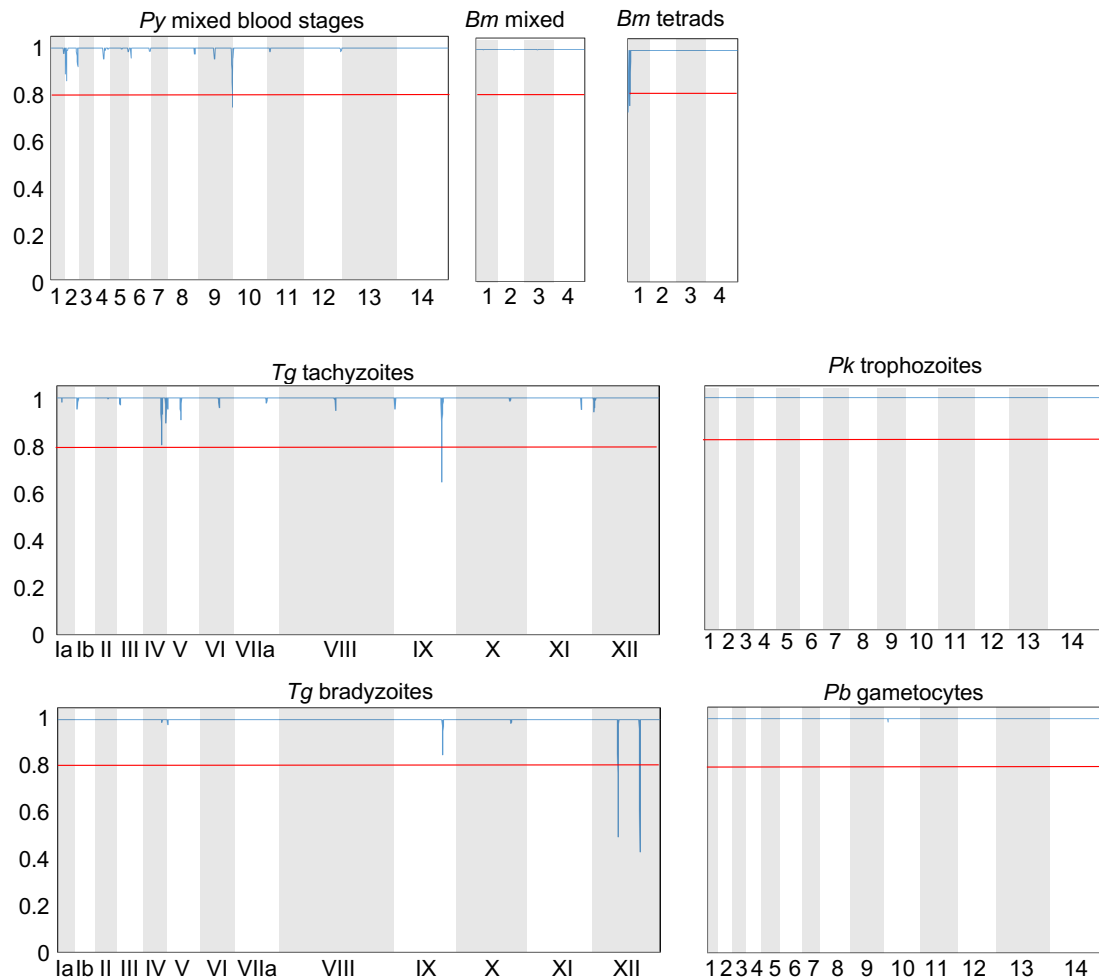 Py mixed blood stages
Bm mixed
Bm tetrads
1
0.8
0.6
0.4
0.2
0
1 2 3 4 5 6 7 8 9 10 11 12 13 14
1 2 3 4
1 2 3 4
Tg tachyzoites
1
0.8
0.6
0.4
0.2
0
Ia Ib II III IV V VI VIIa VIII IX X XI XII
Pk trophozoites
1 2 3 4 5 6 7 8 9 10 11 12 13 14
Tg bradyzoites
1
0.8
0.6
0.4
0.2
0
Ia Ib II III IV V VI VIIa VIII IX X XI XII
Pb gametocytes
1 2 3 4 5 6 7 8 9 10 11 12 13 14